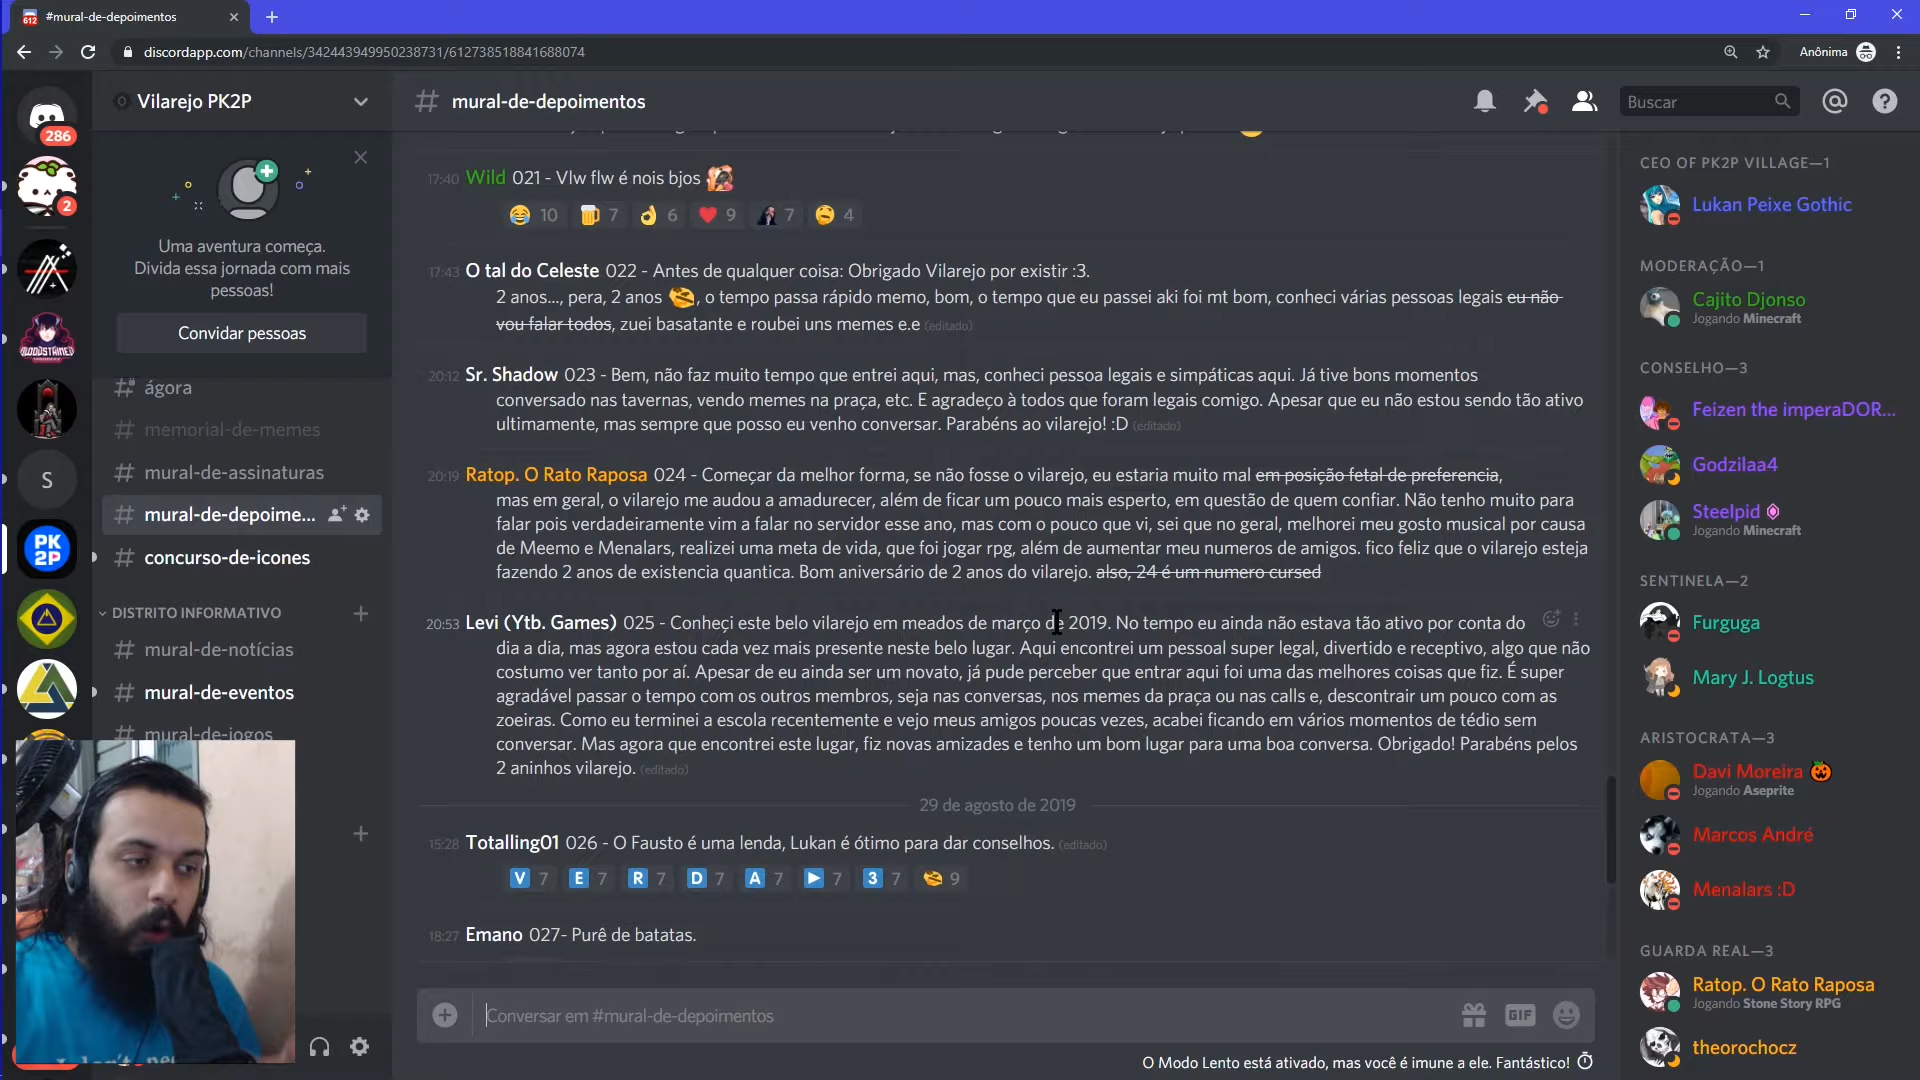 #mural-de-depoimentos
discordapp.com/channels/342443949950238731/612738518841688074
Anônima
286
Vilarejo PK2P
mural-de-depoimentos
Buscar
2
Uma aventura começa.
Divida essa jornada com mais
pessoas!
Convidar pessoas
ágora
memorial-de-memes
mural-de-assinaturas
mural-de-depoime...
concurso-de-icones
DISTRITO INFORMATIVO
mural-de-notícias
mural-de-eventos
mural-de-jogos
BLOODSTAINED
S
PK
2P
17:40 Wild 021 - Vlw flw é nois bjos
10 7 6 9 7 4
17:43 O tal do Celeste 022 - Antes de qualquer coisa: Obrigado Vilarejo por existir :3.
2 anos..., pera, 2 anos , o tempo passa rápido memo, bom, o tempo que eu passei aki foi mt bom, conheci várias pessoas legais eu não
vou falar todos, zuei basatante e roubei uns memes e.e (editado)
20:12 Sr. Shadow 023 - Bem, não faz muito tempo que entrei aqui, mas, conheci pessoa legais e simpáticas aqui. Já tive bons momentos
conversado nas tavernas, vendo memes na praça, etc. E agradeço à todos que foram legais comigo. Apesar que eu não estou sendo tão ativo
ultimamente, mas sempre que posso eu venho conversar. Parabéns ao vilarejo! :D (editado)
20:19 Ratop. O Rato Raposa 024 - Começar da melhor forma, se não fosse o vilarejo, eu estaria muito mal em posição fetal de preferencia,
mas em geral, o vilarejo me audou a amadurecer, além de ficar um pouco mais esperto, em questão de quem confiar. Não tenho muito para
falar pois verdadeiramente vim a falar no servidor esse ano, mas com o pouco que vi, sei que no geral, melhorei meu gosto musical por causa
de Meemo e Menalars, realizei uma meta de vida, que foi jogar rpg, além de aumentar meu numeros de amigos. fico feliz que o vilarejo esteja
fazendo 2 anos de existencia quantica. Bom aniversário de 2 anos do vilarejo. also, 24 é um numero cursed
20:53 Levi (Ytb. Games) 025 - Conheçi este belo vilarejo em meados de março de 2019. No tempo eu ainda não estava tão ativo por conta do
dia a dia, mas agora estou cada vez mais presente neste belo lugar. Aqui encontrei um pessoal super legal, divertido e receptivo, algo que não
costumo ver tanto por aí. Apesar de eu ainda ser um novato, já pude perceber que entrar aqui foi uma das melhores coisas que fiz. É super
agradável passar o tempo com os outros membros, seja nas conversas, nos memes da praça ou nas calls e, descontrair um pouco com as
zoeiras. Como eu terminei a escola recentemente e vejo meus amigos poucas vezes, acabei ficando em vários momentos de tédio sem
conversar. Mas agora que encontrei este lugar, fiz novas amizades e tenho um bom lugar para uma boa conversa. Obrigado! Parabéns pelos
2 aninhos vilarejo. (editado)
29 de agosto de 2019
15:28 Totalling01 026 - O Fausto é uma lenda, Lukan é ótimo para dar conselhos. (editado)
V 7 E 7 R 7 D 7 A 7 7 3 7 9
18:27 Emano 027- Purê de batatas.
Conversar em #mural-de-depoimentos
GIF
O Modo Lento está ativado, mas você é imune a ele. Fantástico!
CEO OF PK2P VILLAGE—1
Lukan Peixe Gothic
MODERAÇÃO—1
Cajito Djonso
Jogando Minecraft
CONSELHO—3
Feizen the imperaDOR...
Godzilaa4
Steelpid
Jogando Minecraft
SENTINELA—2
Furguga
Mary J. Logtus
ARISTOCRATA—3
Davi Moreira
Jogando Aseprite
Marcos André
Menalars :D
GUARDA REAL—3
Ratop. O Rato Raposa
Jogando Stone Story RPG
theorochocz